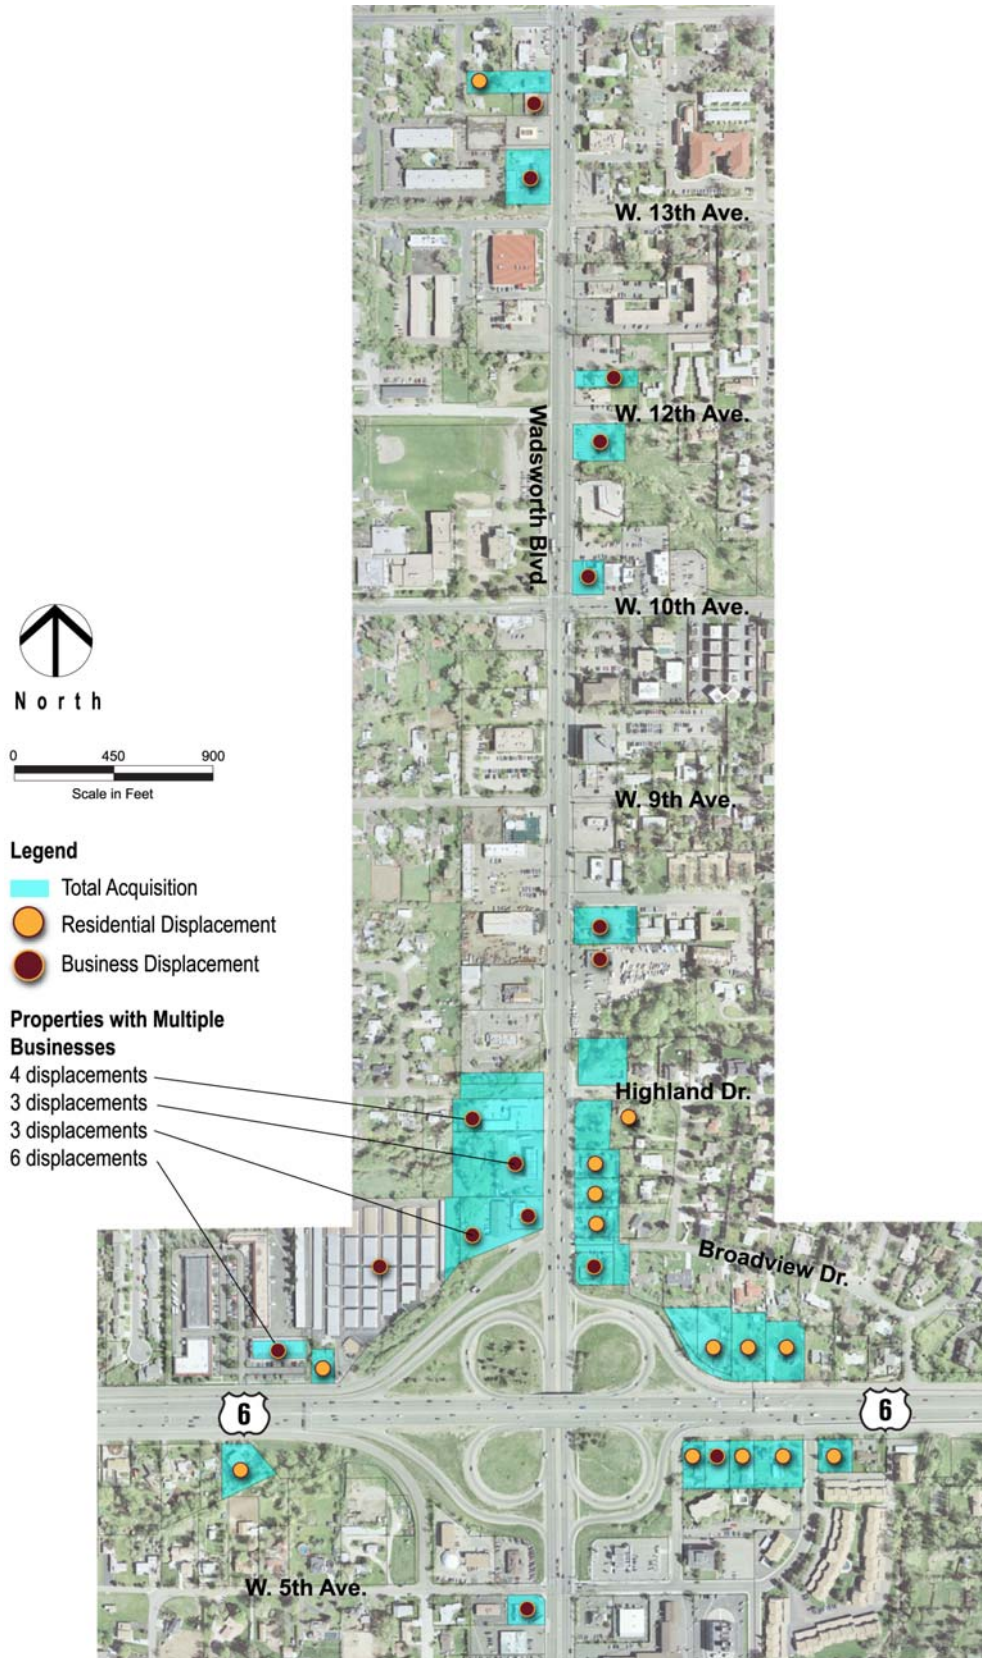 W. 13th Ave.
W. 12th Ave.
Wadsworth Blvd.
W. 10th Ave.
North
0 450 900
Scale in Feet
W. 9th Ave.
Legend
Total Acquisition
Residential Displacement
Business Displacement
Properties with Multiple
Businesses
4 displacements
3 displacements
3 displacements
6 displacements
Highland Dr.
Broadview Dr.
6
6
W. 5th Ave.